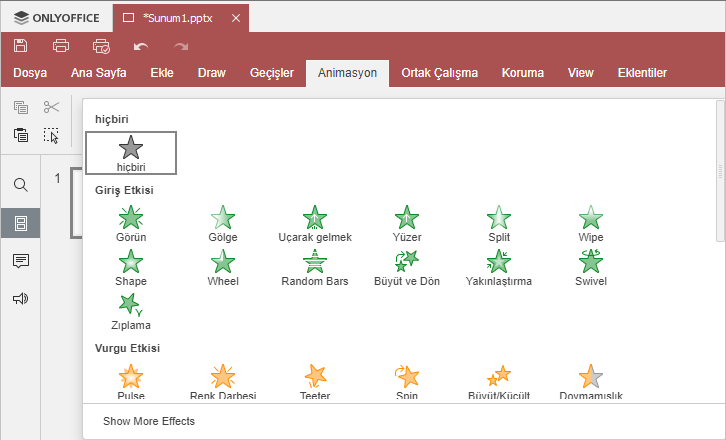 ONLYOFFICE
*Sunum1.pptx
Dosya Ana Sayfa Ekle Draw Geçişler Animasyon Ortak Çalışma Koruma View Eklentiler
hiçbiri
hiçbiri
1
Giriş Etkisi
Görün Gölge Uçarak gelmek Yüzer Split Wipe
Shape Wheel Random Bars Büyüt ve Dön Yakınlaştırma Swivel
Zıplama
Vurgu Etkisi
Pulse Renk Darbesi Teeter Spin Büyüt/Küçült Doymamışlık
Show More Effects